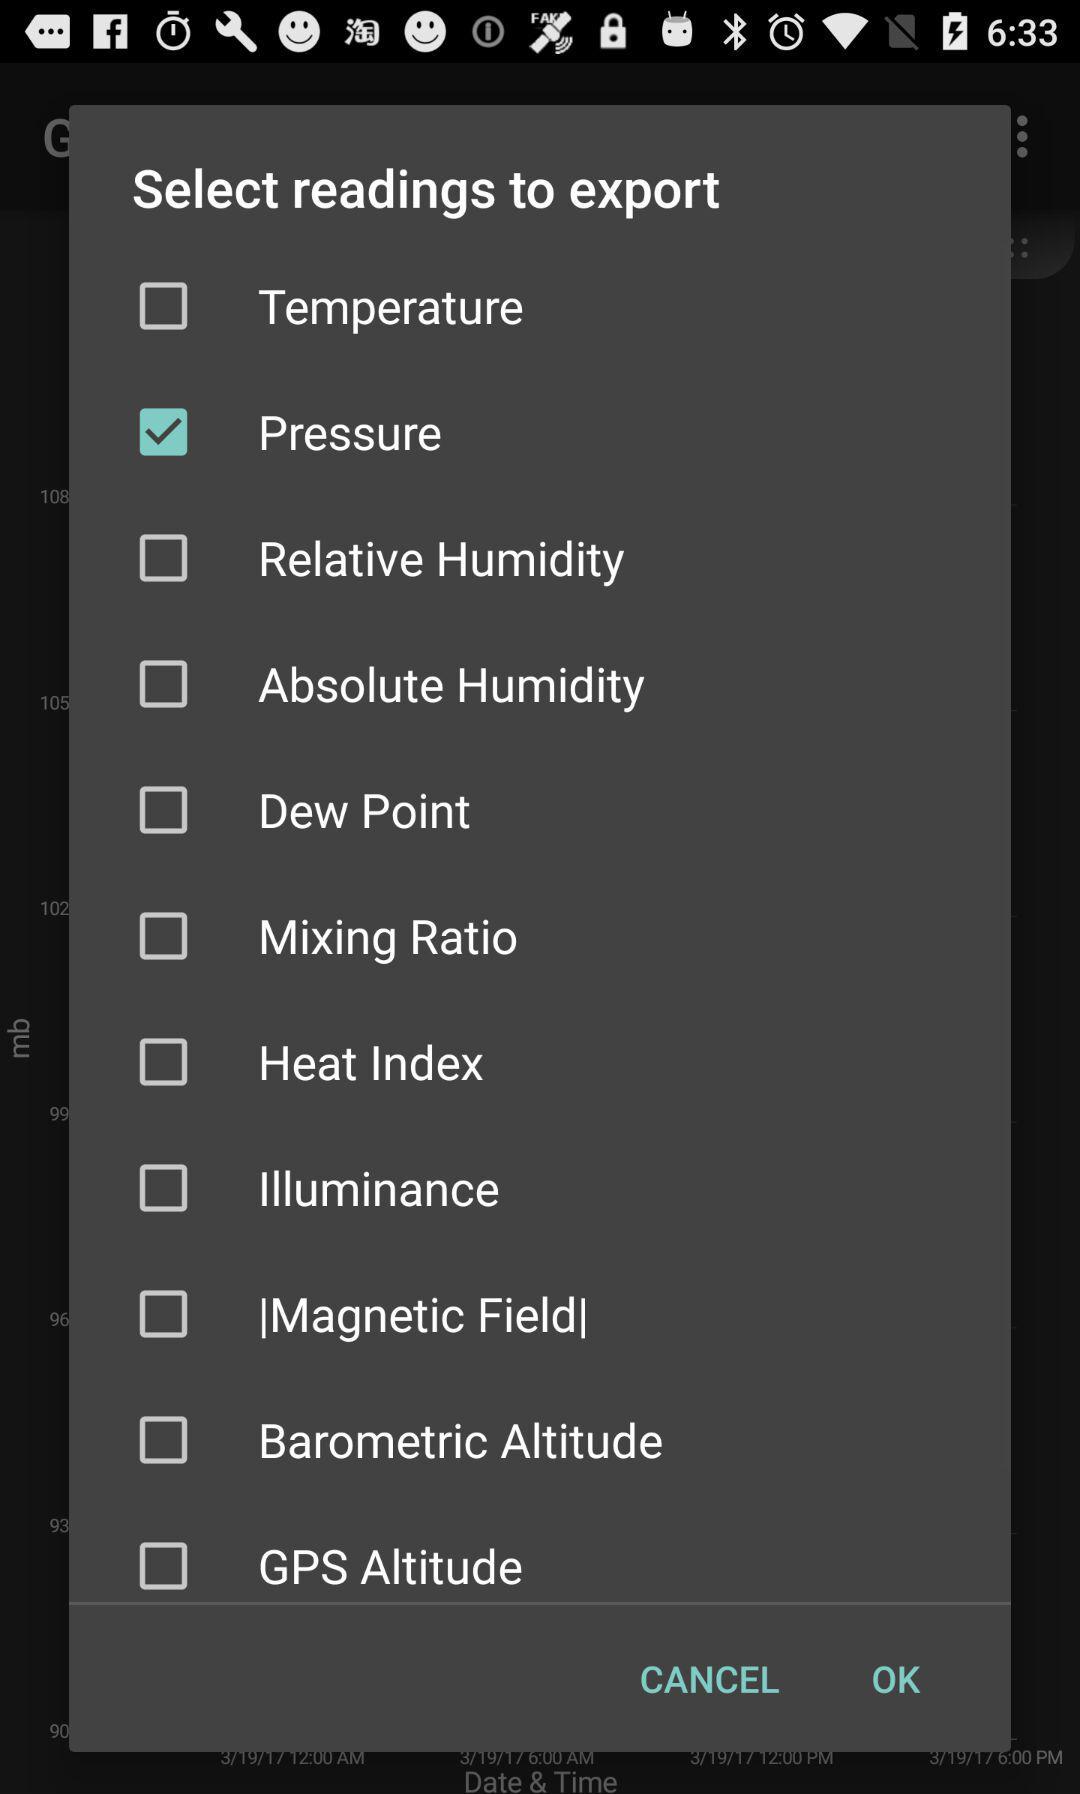 FAKE
淘
6:33
G
Select readings to export
Temperature
Pressure
108
Relative Humidity
Absolute Humidity
105
Dew Point
102
Mixing Ratio
mb
Heat Index
99
Illuminance
96
|Magnetic Field|
Barometric Altitude
93
GPS Altitude
CANCEL OK
90
3/19/17 12:00 AM 3/19/17 6:00 AM 3/19/17 12:00 PM 3/19/17 6:00 PM
Date & Time